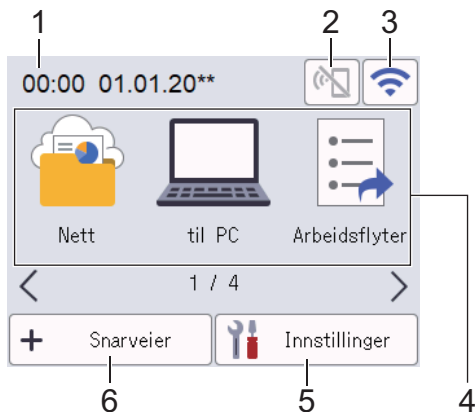 1 2 3
00:00 01.01.20**
Nett til PC Arbeidsflyter
1 / 4
Snarveier Innstillinger
6 5 4